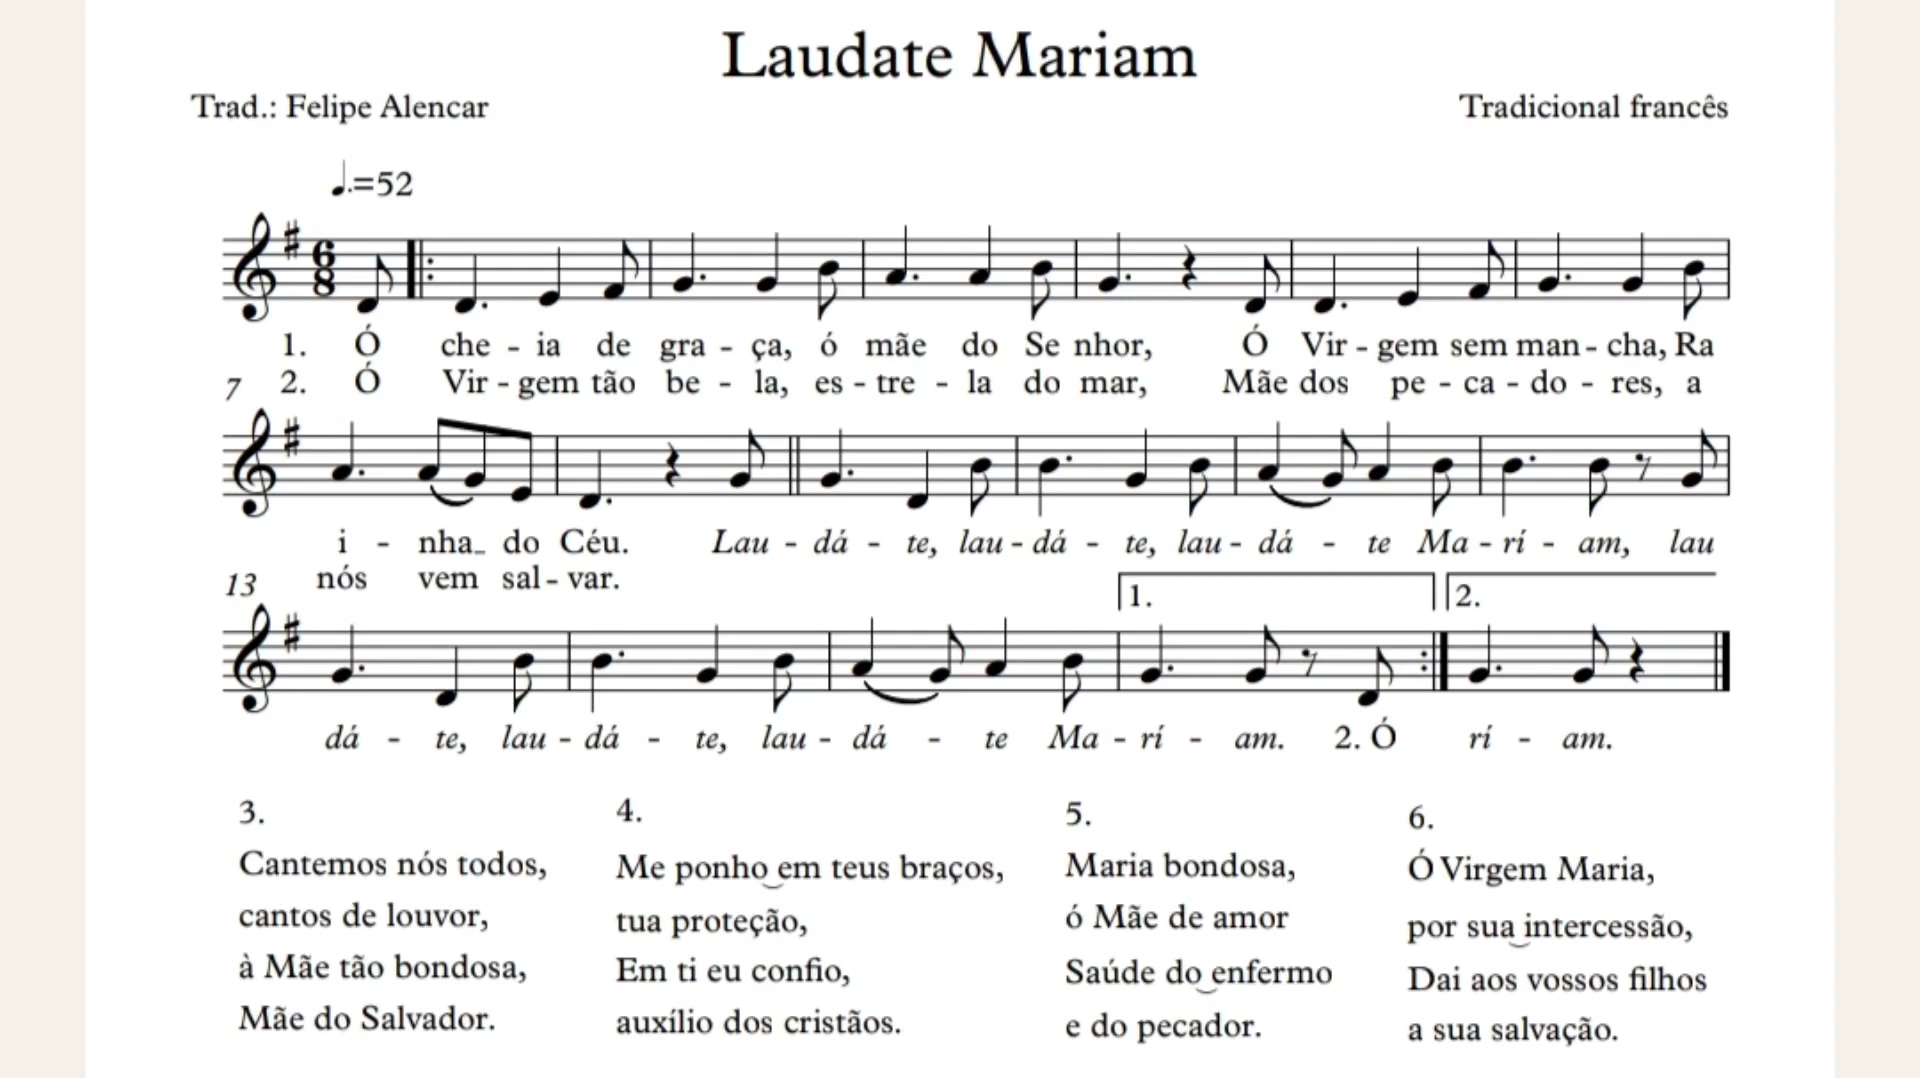 Laudate Mariam
Trad.: Felipe Alencar
Tradicional francês
♩.=52
6
8
1. Ó che - ia de gra - ça, ó mãe do Se nhor, Ó Vir - gem sem man - cha, Ra
2. Ó Vir - gem tão be - la, es - tre - la do mar, Mãe dos pe - ca - do - res, a
7
i - nha_ do Céu. Lau - dá - te, lau - dá - te, lau - dá - te Ma - rí - am, lau
nós vem sal - var.
13
1.
2.
dá - te, lau - dá - te, lau - dá - te Ma - rí - am. 2. Ó rí - am.
3.
Cantemos nós todos,
cantos de louvor,
à Mãe tão bondosa,
Mãe do Salvador.
4.
Me ponho‿em teus braços,
tua proteção,
Em ti eu confio,
auxílio dos cristãos.
5.
Maria bondosa,
ó Mãe de amor
Saúde do‿enfermo
e do pecador.
6.
Ó Virgem Maria,
por sua‿intercessão,
Dai aos vossos filhos
a sua salvação.